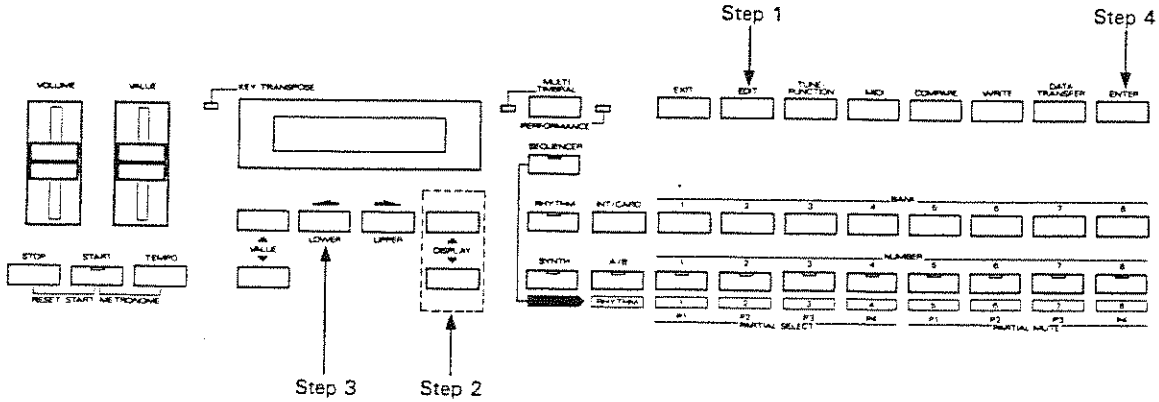 Step 1
Step 4
VOLUME
VALUE
KEY TRANSPOSE
MULTI
TIMBRAL
PERFORMANCE
EXIT
EDIT
TUNE
FUNCTION
MIDI
COMPARE
WRITE
DATA
TRANSFER
ENTER
SEQUENCER
RHYTHM
INT/CARD
BANK
1 2 3 4 5 6 7 8
LOWER
UPPER
VALUE
DISPLAY
STOP
START
TEMPO
RESET START
METRONOME
SYNTH
A/B
NUMBER
1 2 3 4 5 6 7 8
RHYTHM
1 2 3 4 5 6 7 8
P1 P2 P3 P4 P1 P2 P3 P4
PARTIAL SELECT
PARTIAL MUTE
Step 3
Step 2